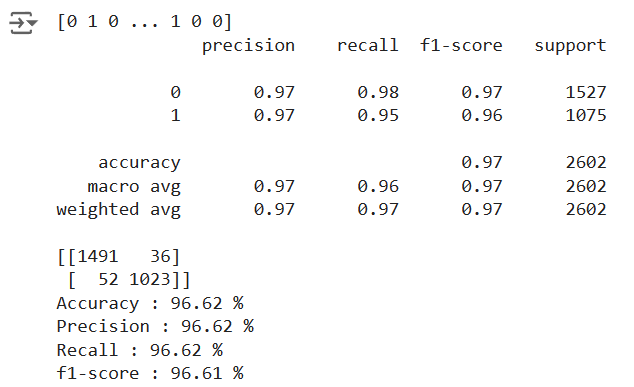 [0 1 0 ... 1 0 0]
precision recall f1-score support
0 0.97 0.98 0.97 1527
1 0.97 0.95 0.96 1075
accuracy 0.97 2602
macro avg 0.97 0.96 0.97 2602
weighted avg 0.97 0.97 0.97 2602
[[1491 36]
[ 52 1023]]
Accuracy : 96.62 %
Precision : 96.62 %
Recall : 96.62 %
f1-score : 96.61 %